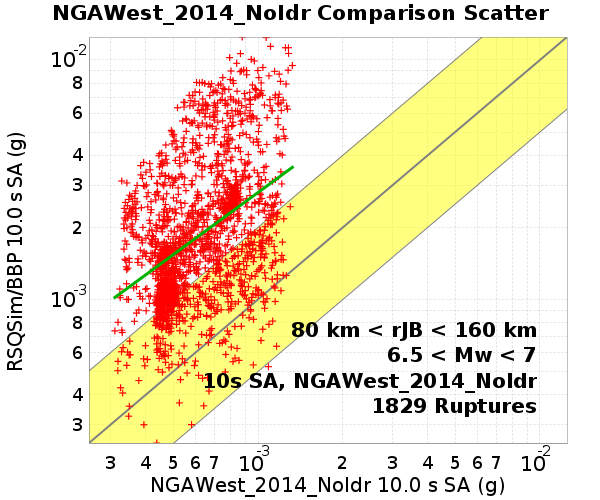 NGAWest_2014_NoIdr Comparison Scatter
RSQSim/BBP 10.0 s SA (g)
10-2
8
6
4
3
2
10-3
8
6
4
3
80 km < rJB < 160 km
6.5 < Mw < 7
10s SA, NGAWest_2014_NoIdr
1829 Ruptures
3 4 5 6 7 10-3 2 3 4 5 6 7 10-2
NGAWest_2014_NoIdr 10.0 s SA (g)